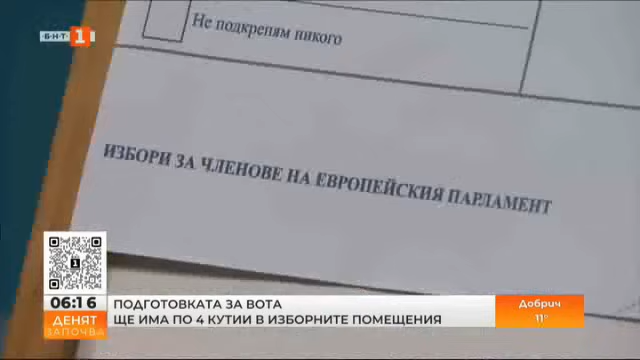 БНТ 1
Не подкрепям никого
ИЗБОРИ ЗА ЧЛЕНОВЕ НА ЕВРОПЕЙСКИЯ ПАРЛАМЕНТ
1
06:16
ДЕНЯТ
ЗАПОЧВА
ПОДГОТОВКАТА ЗА ВОТА
ЩЕ ИМА ПО 4 КУТИИ В ИЗБОРНИТЕ ПОМЕЩЕНИЯ
Добрич
11°